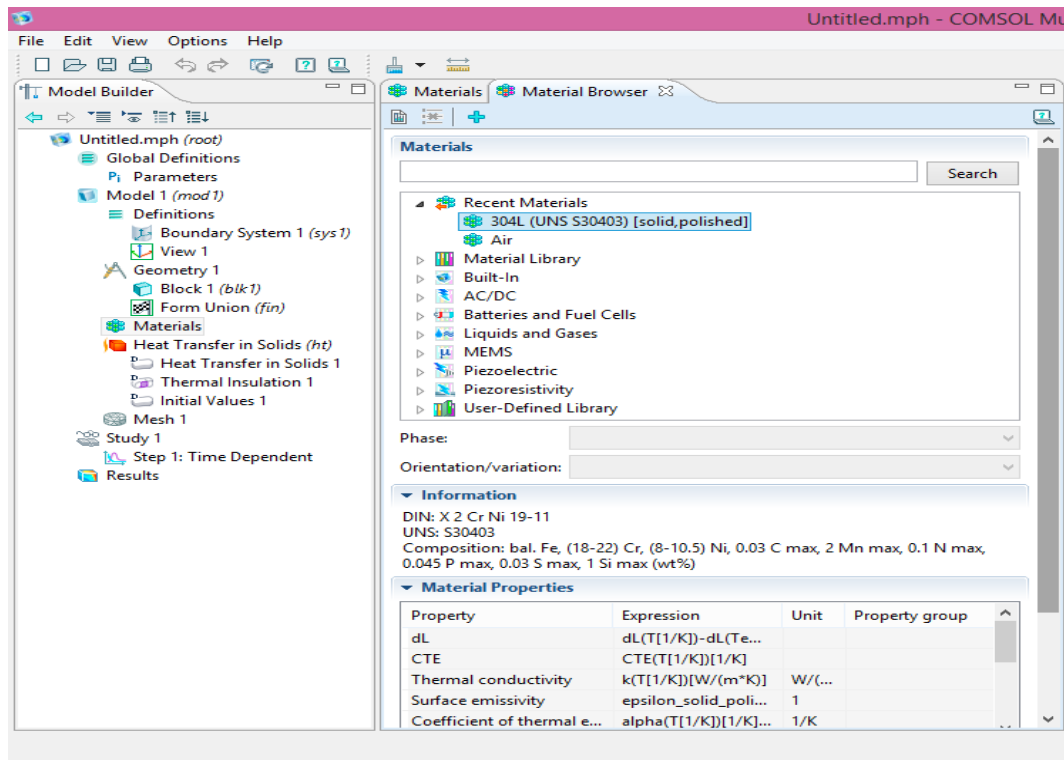 Untitled.mph - COMSOL Mu
File Edit View Options Help
Model Builder
Untitled.mph (root)
Global Definitions
Pi Parameters
Model 1 (mod1)
Definitions
Boundary System 1 (sys1)
View 1
Geometry 1
Block 1 (blk1)
Form Union (fin)
Materials
Heat Transfer in Solids (ht)
Heat Transfer in Solids 1
Thermal Insulation 1
Initial Values 1
Mesh 1
Study 1
Step 1: Time Dependent
Results
Materials Material Browser
Materials
Search
Recent Materials
304L (UNS S30403) [solid,polished]
Air
Material Library
Built-In
AC/DC
Batteries and Fuel Cells
Liquids and Gases
μ MEMS
Piezoelectric
Piezoresistivity
User-Defined Library
Phase:
Orientation/variation:
Information
DIN: X 2 Cr Ni 19-11
UNS: S30403
Composition: bal. Fe, (18-22) Cr, (8-10.5) Ni, 0.03 C max, 2 Mn max, 0.1 N max,
0.045 P max, 0.03 S max, 1 Si max (wt%)
Material Properties
Property Expression Unit Property group
dL dL(T[1/K])-dL(Te...
CTE CTE(T[1/K])[1/K]
Thermal conductivity k(T[1/K])[W/(m*K)] W/(...
Surface emissivity epsilon_solid_poli... 1
Coefficient of thermal e... alpha(T[1/K])[1/K]... 1/K